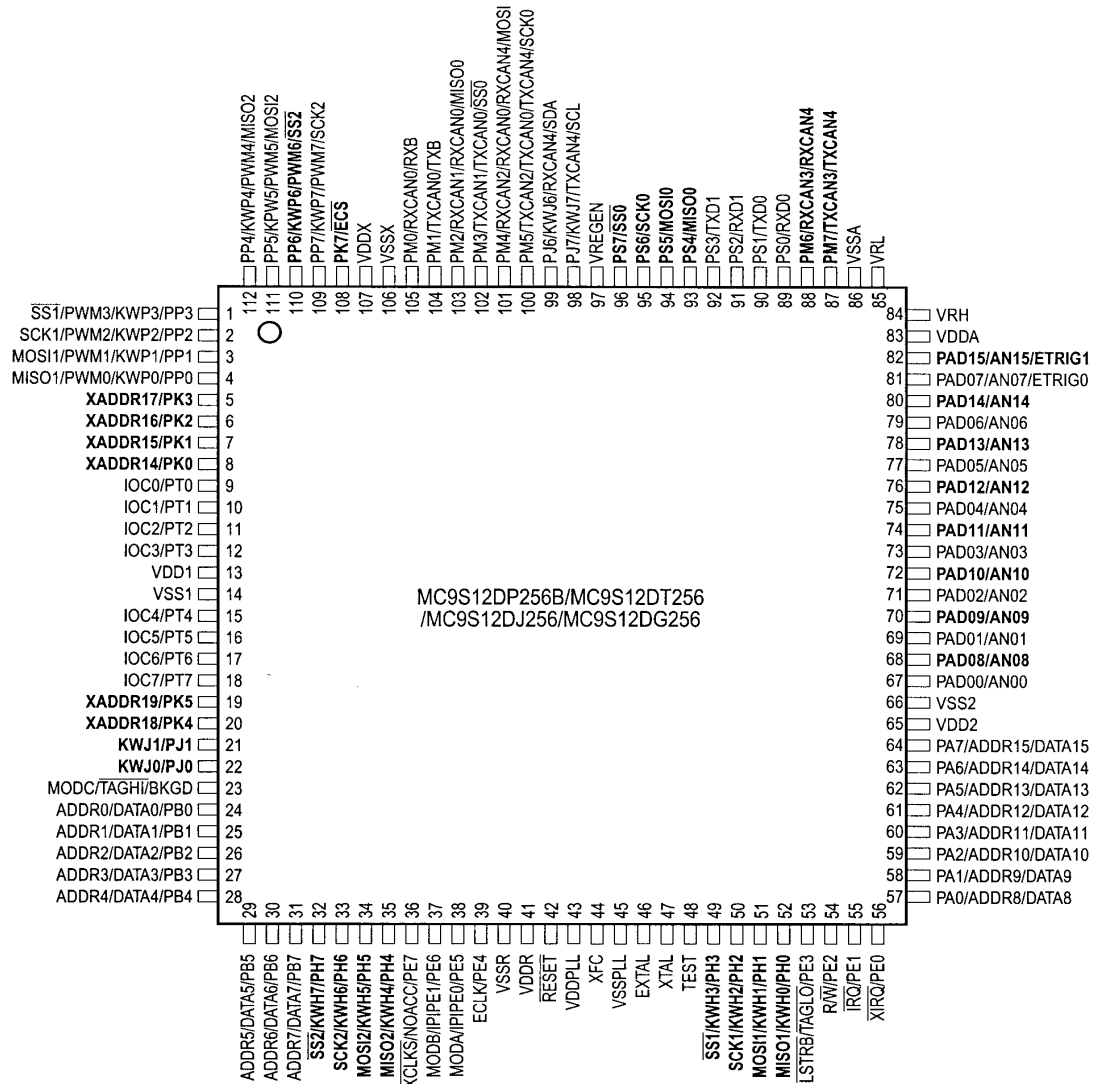 PP4/KWP4/PWM4/MISO2
PP5/KPW5/PWM5/MOSI2
PP6/KWP6/PWM6/SS2
PP7/KWP7/PWM7/SCK2
PK7/ECS
VDDX
VSSX
PM0/RXCAN0/RXB
PM1/TXCAN0/TXB
PM2/RXCAN1/RXCAN0/MISO0
PM3/TXCAN1/TXCAN0/SS0
PM4/RXCAN2/RXCAN0/RXCAN4/MOSI
PM5/TXCAN2/TXCAN0/TXCAN4/SCK0
PJ6/KWJ6/RXCAN4/SDA
PJ7/KWJ7/TXCAN4/SCL
VREGEN
PS7/SS0
PS6/SCK0
PS5/MOSI0
PS4/MISO0
PS3/TXD1
PS2/RXD1
PS1/TXD0
PS0/RXD0
PM6/RXCAN3/RXCAN4
PM7/TXCAN3/TXCAN4
VSSA
VRL
112
111
110
109
108
107
106
105
104
103
102
101
100
99
98
97
96
95
94
93
92
91
90
89
88
87
86
85
SS1/PWM3/KWP3/PP3 1
SCK1/PWM2/KWP2/PP2 2
MOSI1/PWM1/KWP1/PP1 3
MISO1/PWM0/KWP0/PP0 4
XADDR17/PK3 5
XADDR16/PK2 6
XADDR15/PK1 7
XADDR14/PK0 8
IOC0/PT0 9
IOC1/PT1 10
IOC2/PT2 11
IOC3/PT3 12
VDD1 13
VSS1 14
IOC4/PT4 15
IOC5/PT5 16
IOC6/PT6 17
IOC7/PT7 18
XADDR19/PK5 19
XADDR18/PK4 20
KWJ1/PJ1 21
KWJ0/PJ0 22
MODC/TAGHI/BKGD 23
ADDR0/DATA0/PB0 24
ADDR1/DATA1/PB1 25
ADDR2/DATA2/PB2 26
ADDR3/DATA3/PB3 27
ADDR4/DATA4/PB4 28
MC9S12DP256B/MC9S12DT256
/MC9S12DJ256/MC9S12DG256
84 VRH
83 VDDA
82 PAD15/AN15/ETRIG1
81 PAD07/AN07/ETRIG0
80 PAD14/AN14
79 PAD06/AN06
78 PAD13/AN13
77 PAD05/AN05
76 PAD12/AN12
75 PAD04/AN04
74 PAD11/AN11
73 PAD03/AN03
72 PAD10/AN10
71 PAD02/AN02
70 PAD09/AN09
69 PAD01/AN01
68 PAD08/AN08
67 PAD00/AN00
66 VSS2
65 VDD2
64 PA7/ADDR15/DATA15
63 PA6/ADDR14/DATA14
62 PA5/ADDR13/DATA13
61 PA4/ADDR12/DATA12
60 PA3/ADDR11/DATA11
59 PA2/ADDR10/DATA10
58 PA1/ADDR9/DATA9
57 PA0/ADDR8/DATA8
29
30
31
32
33
34
35
36
37
38
39
40
41
42
43
44
45
46
47
48
49
50
51
52
53
54
55
56
ADDR5/DATA5/PB5
ADDR6/DATA6/PB6
ADDR7/DATA7/PB7
SS2/KWH7/PH7
SCK2/KWH6/PH6
MOSI2/KWH5/PH5
MISO2/KWH4/PH4
XCLKS/NOACC/PE7
MODB/IPIPE1/PE6
MODA/IPIPE0/PE5
ECLK/PE4
VSSR
VDDR
RESET
VDDPLL
XFC
VSSPLL
EXTAL
XTAL
TEST
SS1/KWH3/PH3
SCK1/KWH2/PH2
MOSI1/KWH1/PH1
MISO1/KWH0/PH0
LSTRB/TAGLO/PE3
R/W/PE2
IRQ/PE1
XIRQ/PE0